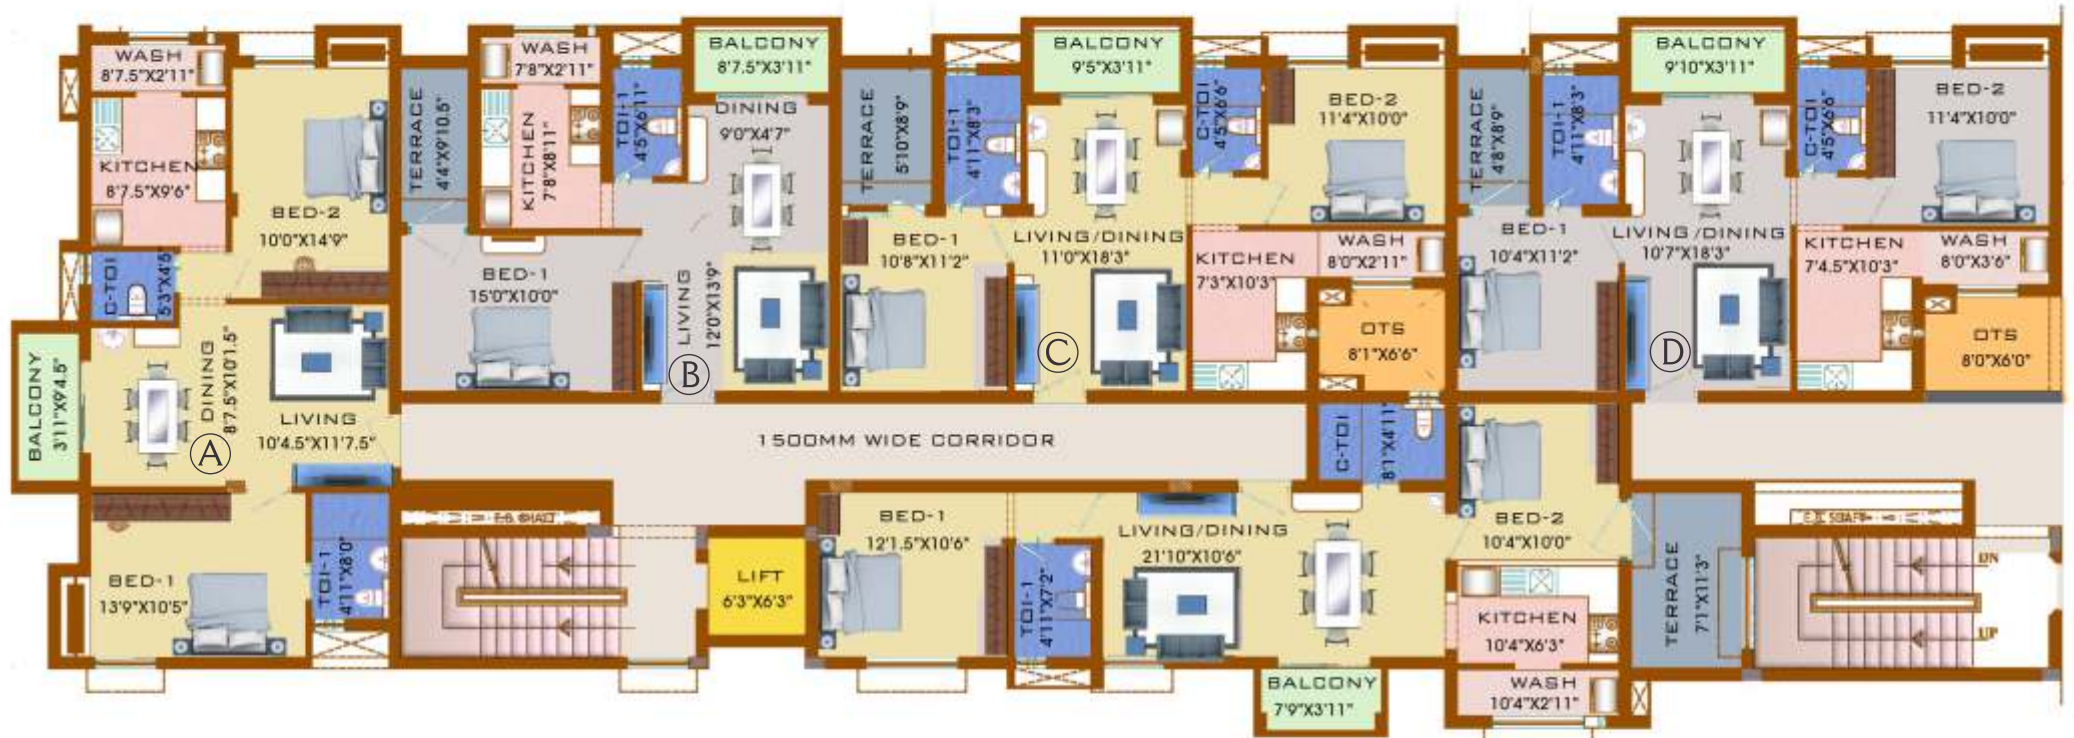 WASH
8'7.5"X2'11"
KITCHEN
8'7.5"X9'6"
BED-2
10'0"X14'9"
C-TOI
5'3"X4'5"
BALCONY
3'11"X9'4.5"
DINING
8'7.5"X10'1.5"
A
LIVING
10'4.5"X11'7.5"
BED-1
13'9"X10'5"
TOI-1
4'11"X8'0"
TERRACE
4'4"X9'10.5"
WASH
7'8"X2'11"
KITCHEN
7'8"X8'11"
TOI-1
4'5"X6'11"
BALCONY
8'7.5"X3'11"
DINING
9'0"X4'7"
BED-1
15'0"X10'0"
LIVING
12'0"X13'9"
B
TERRACE
5'10"X8'9"
TOI-1
4'11"X8'3"
BALCONY
9'5"X3'11"
C-TOI
4'5"X6'6"
BED-2
11'4"X10'0"
BED-1
10'8"X11'2"
LIVING/DINING
11'0"X18'3"
C
KITCHEN
7'3"X10'3"
WASH
8'0"X2'11"
OTS
8'1"X6'6"
TERRACE
4'8"X8'9"
TOI-1
4'11"X8'3"
BALCONY
9'10"X3'11"
C-TOI
4'5"X6'6"
BED-2
11'4"X10'0"
BED-1
10'4"X11'2"
LIVING/DINING
10'7"X18'3"
D
KITCHEN
7'4.5"X10'3"
WASH
8'0"X3'6"
OTS
8'0"X6'0"
1500MM WIDE CORRIDOR
C-TOI
8'1"X4'11"
LIFT
6'3"X6'3"
BED-1
12'1.5"X10'6"
TOI-1
4'11"X7'2"
LIVING/DINING
21'10"X10'6"
BALCONY
7'9"X3'11"
BED-2
10'4"X10'0"
KITCHEN
10'4"X6'3"
WASH
10'4"X2'11"
TERRACE
7'1"X11'3"
DN
UP